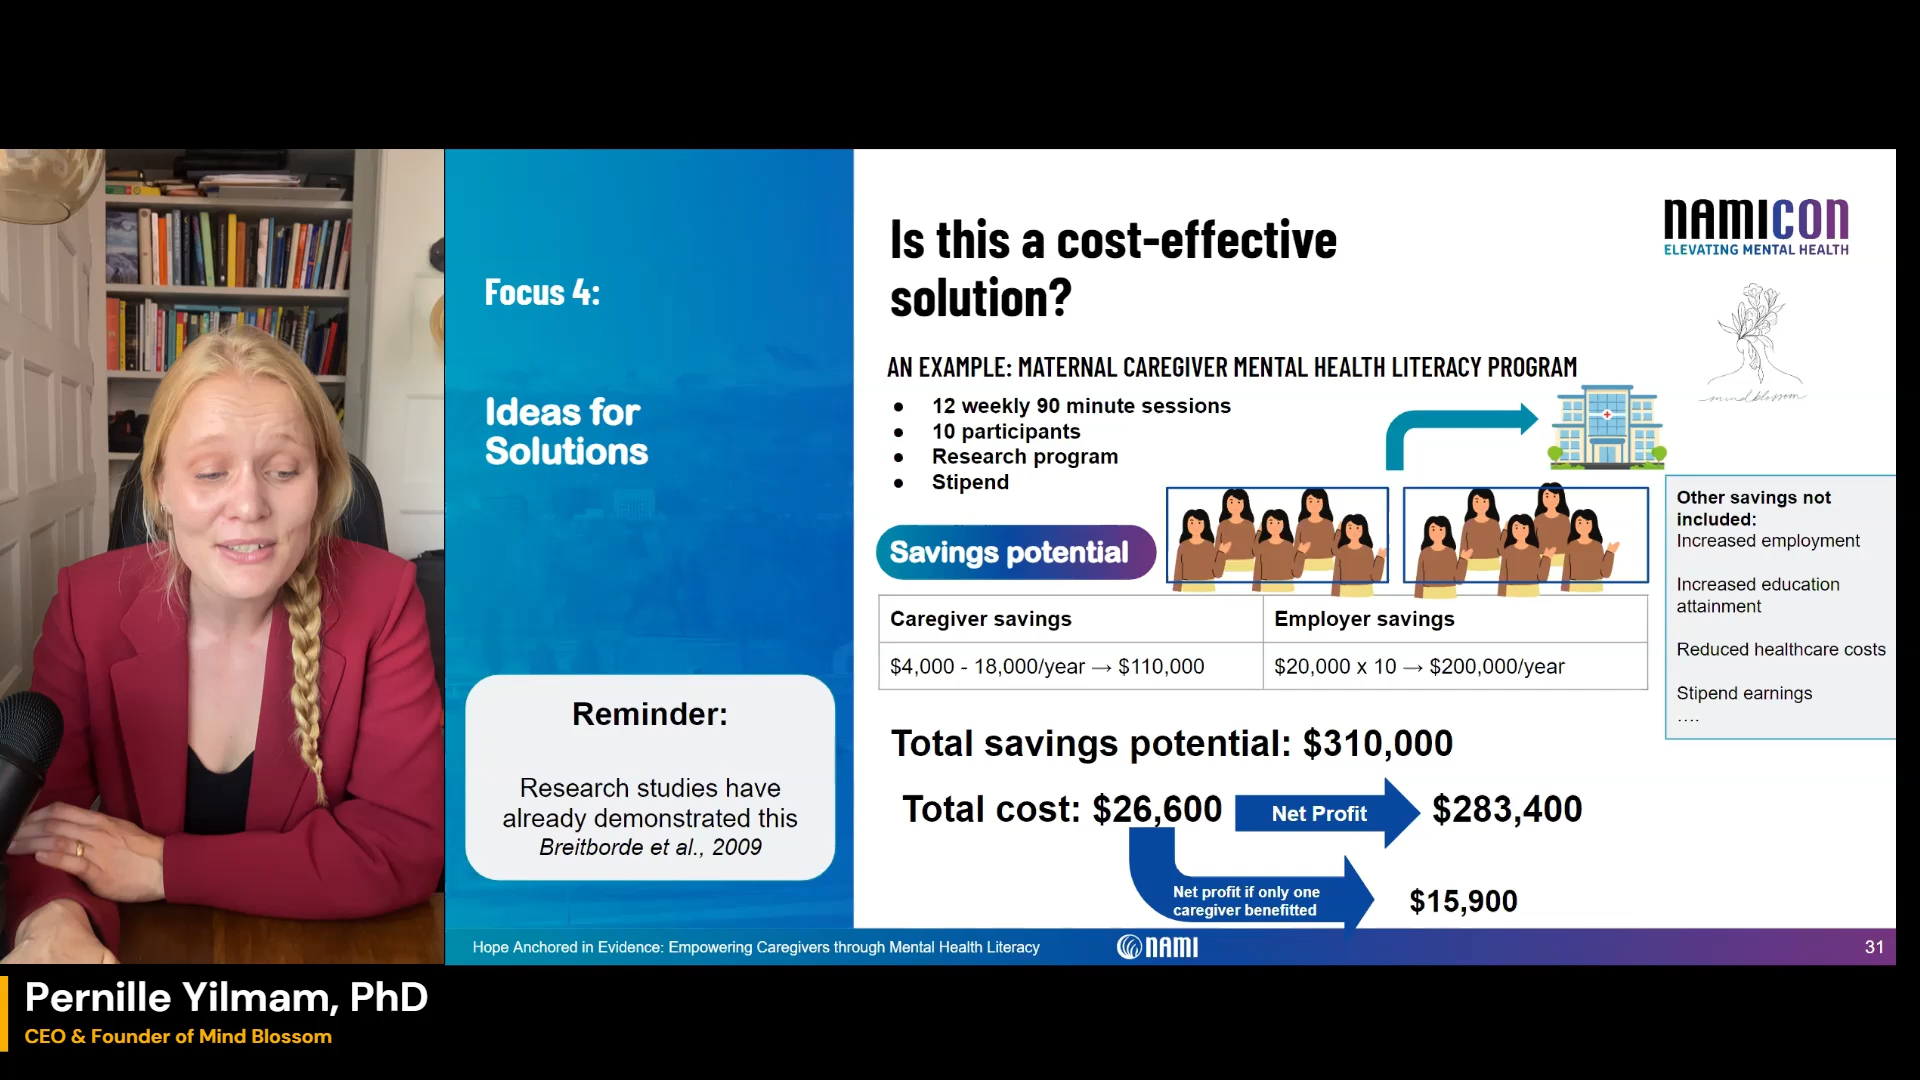 Focus 4:
Ideas for
Solutions
Reminder:
Research studies have
already demonstrated this
Breitborde et al., 2009
Is this a cost-effective
solution?
NAMICON
ELEVATING MENTAL HEALTH
mindblossom
AN EXAMPLE: MATERNAL CAREGIVER MENTAL HEALTH LITERACY PROGRAM
● 12 weekly 90 minute sessions
● 10 participants
● Research program
● Stipend
Savings potential
Caregiver savings
Employer savings
$4,000 - 18,000/year → $110,000
$20,000 x 10 → $200,000/year
Other savings not
included:
Increased employment
Increased education
attainment
Reduced healthcare costs
Stipend earnings
....
Total savings potential: $310,000
Total cost: $26,600
Net Profit
$283,400
Net profit if only one
caregiver benefitted
$15,900
Hope Anchored in Evidence: Empowering Caregivers through Mental Health Literacy
NAMI
31
Pernille Yilmam, PhD
CEO & Founder of Mind Blossom